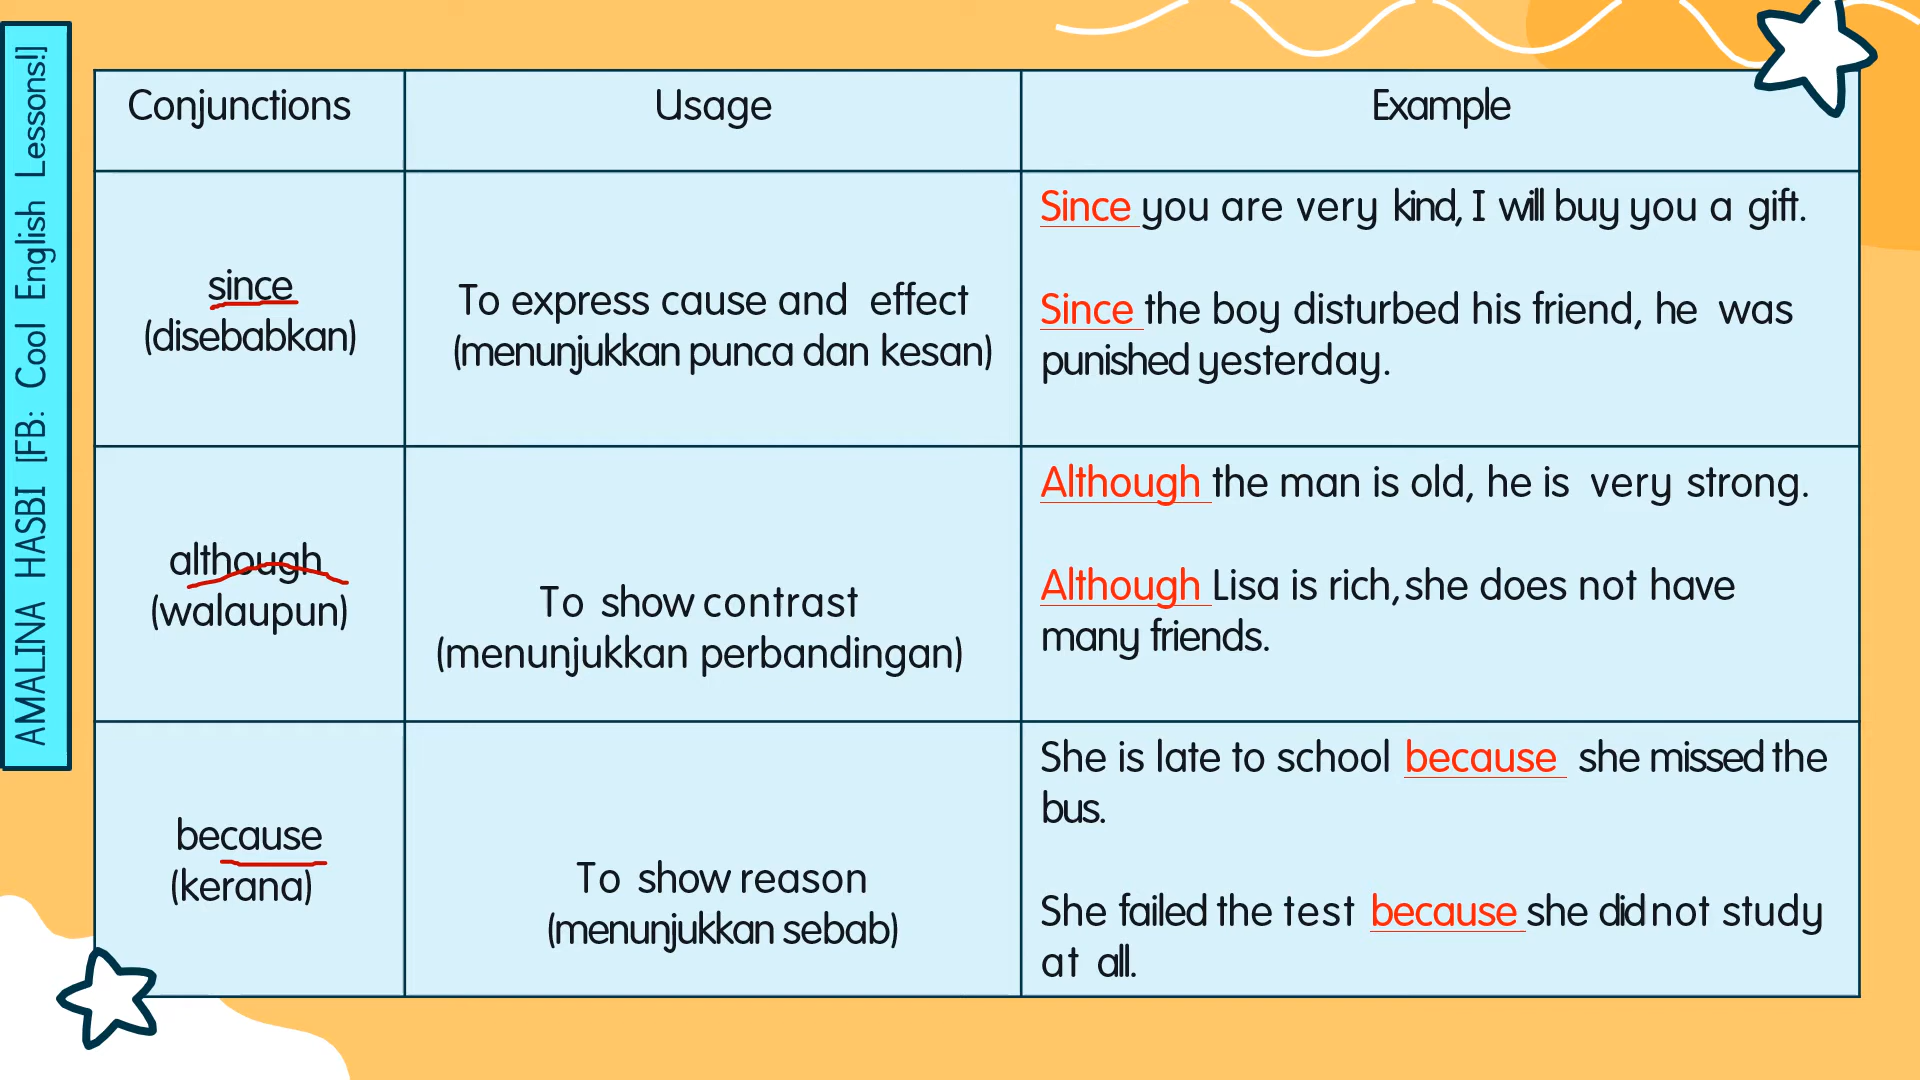 AMALINA HASBI [FB: Cool English Lessons!]
Conjunctions
Usage
Example
since
(disebabkan)
To express cause and effect
(menunjukkan punca dan kesan)
Since you are very kind, I will buy you a gift.
Since the boy disturbed his friend, he was
punished yesterday.
although
(walaupun)
To show contrast
(menunjukkan perbandingan)
Although the man is old, he is very strong.
Although Lisa is rich, she does not have
many friends.
because
(kerana)
To show reason
(menunjukkan sebab)
She is late to school because she missed the
bus.
She failed the test because she did not study
at all.